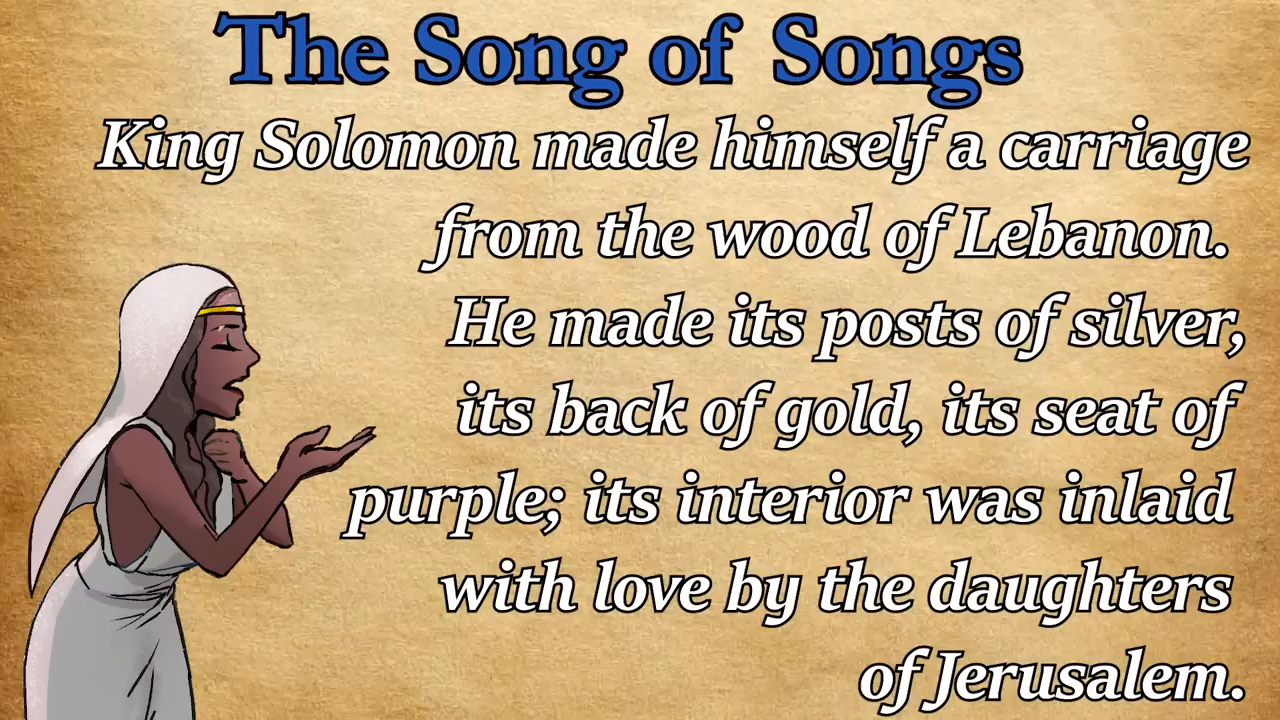 The Song of Songs
King Solomon made himself a carriage
from the wood of Lebanon.
He made its posts of silver,
its back of gold, its seat of
purple; its interior was inlaid
with love by the daughters
of Jerusalem.